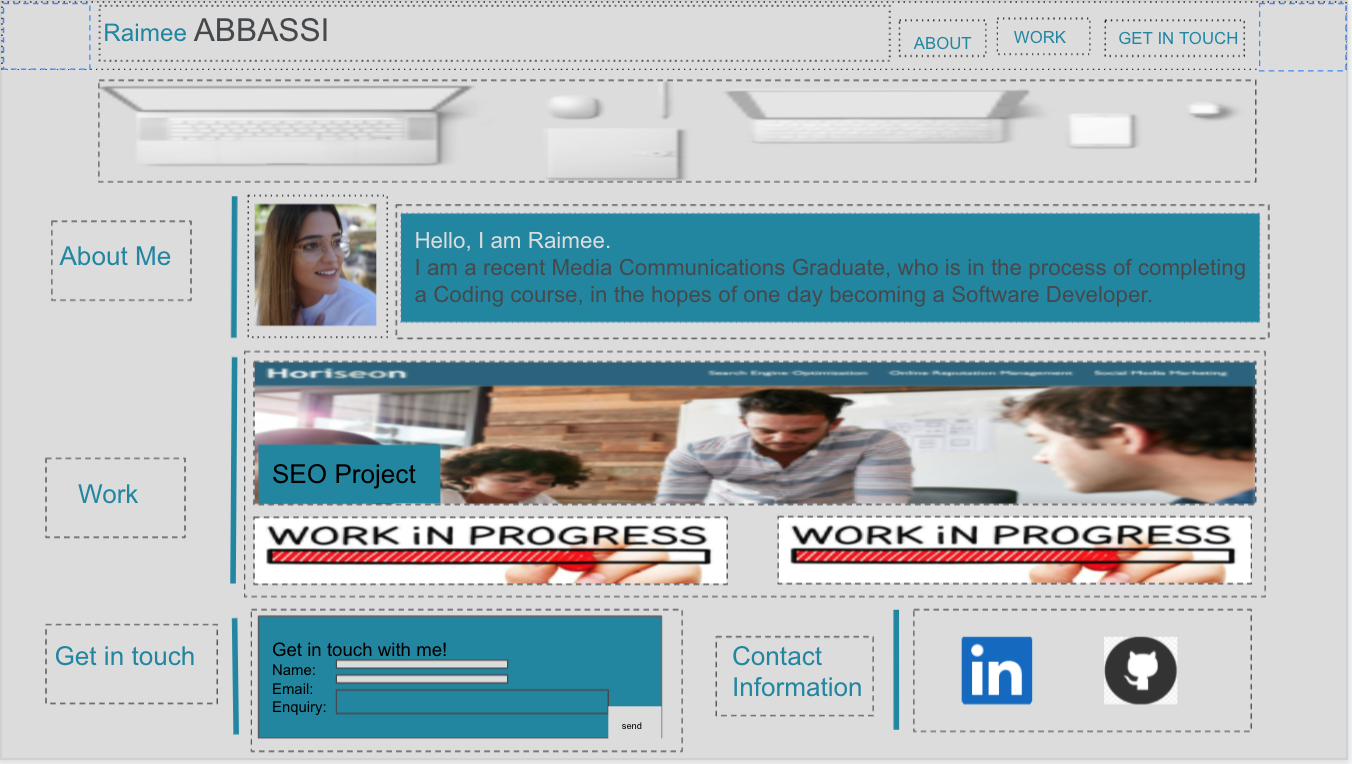 Raimee ABBASSI
ABOUT
WORK
GET IN TOUCH
About Me
Hello, I am Raimee.
I am a recent Media Communications Graduate, who is in the process of completing
a Coding course, in the hopes of one day becoming a Software Developer.
Work
Horiseon
Search Engine Optimization
Online Reputation Management
Social Media Marketing
SEO Project
WORK iN PROGRESS
WORK iN PROGRESS
Get in touch
Get in touch with me!
Name:
Email:
Enquiry:
send
Contact
Information
in